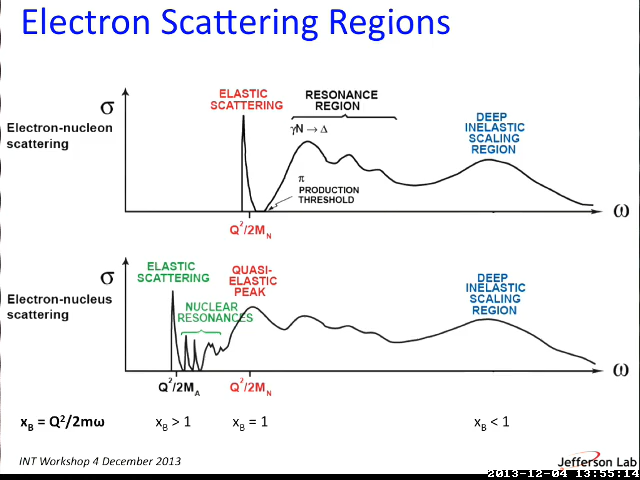 Electron Scattering Regions
σ
ELASTIC
SCATTERING
RESONANCE
REGION
γN → Δ
DEEP
INELASTIC
SCALING
REGION
Electron-nucleon
scattering
π
PRODUCTION
THRESHOLD
ω
Q²/2M_N
σ
ELASTIC
SCATTERING
QUASI-
ELASTIC
PEAK
DEEP
INELASTIC
SCALING
REGION
Electron-nucleus
scattering
NUCLEAR
RESONANCES
ω
Q²/2M_A
Q²/2M_N
x_B = Q²/2mω
x_B > 1
x_B = 1
x_B < 1
INT Workshop 4 December 2013
Jefferson Lab
2013-12-04 13:55:14